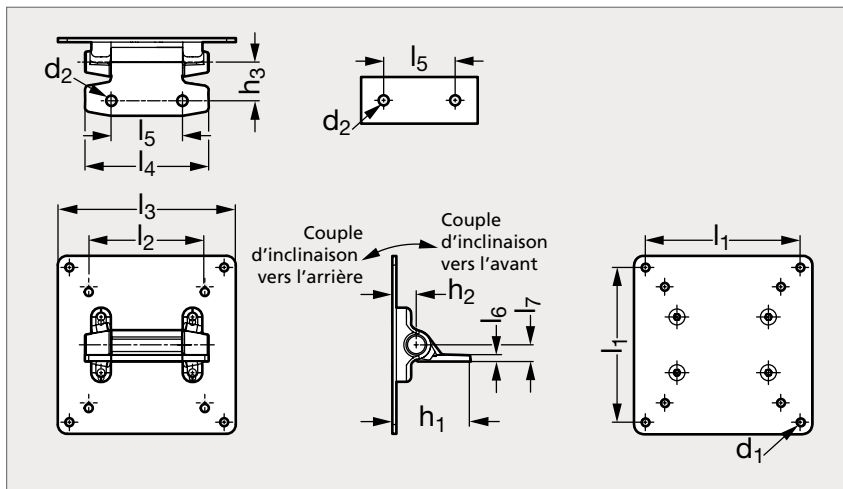 d2
h3
l5
l4
l5
d2
l3
l2
Couple
d'inclinaison
vers l'arrière
Couple
d'inclinaison
vers l'avant
h2
l6
l7
h1
l1
l1
d1